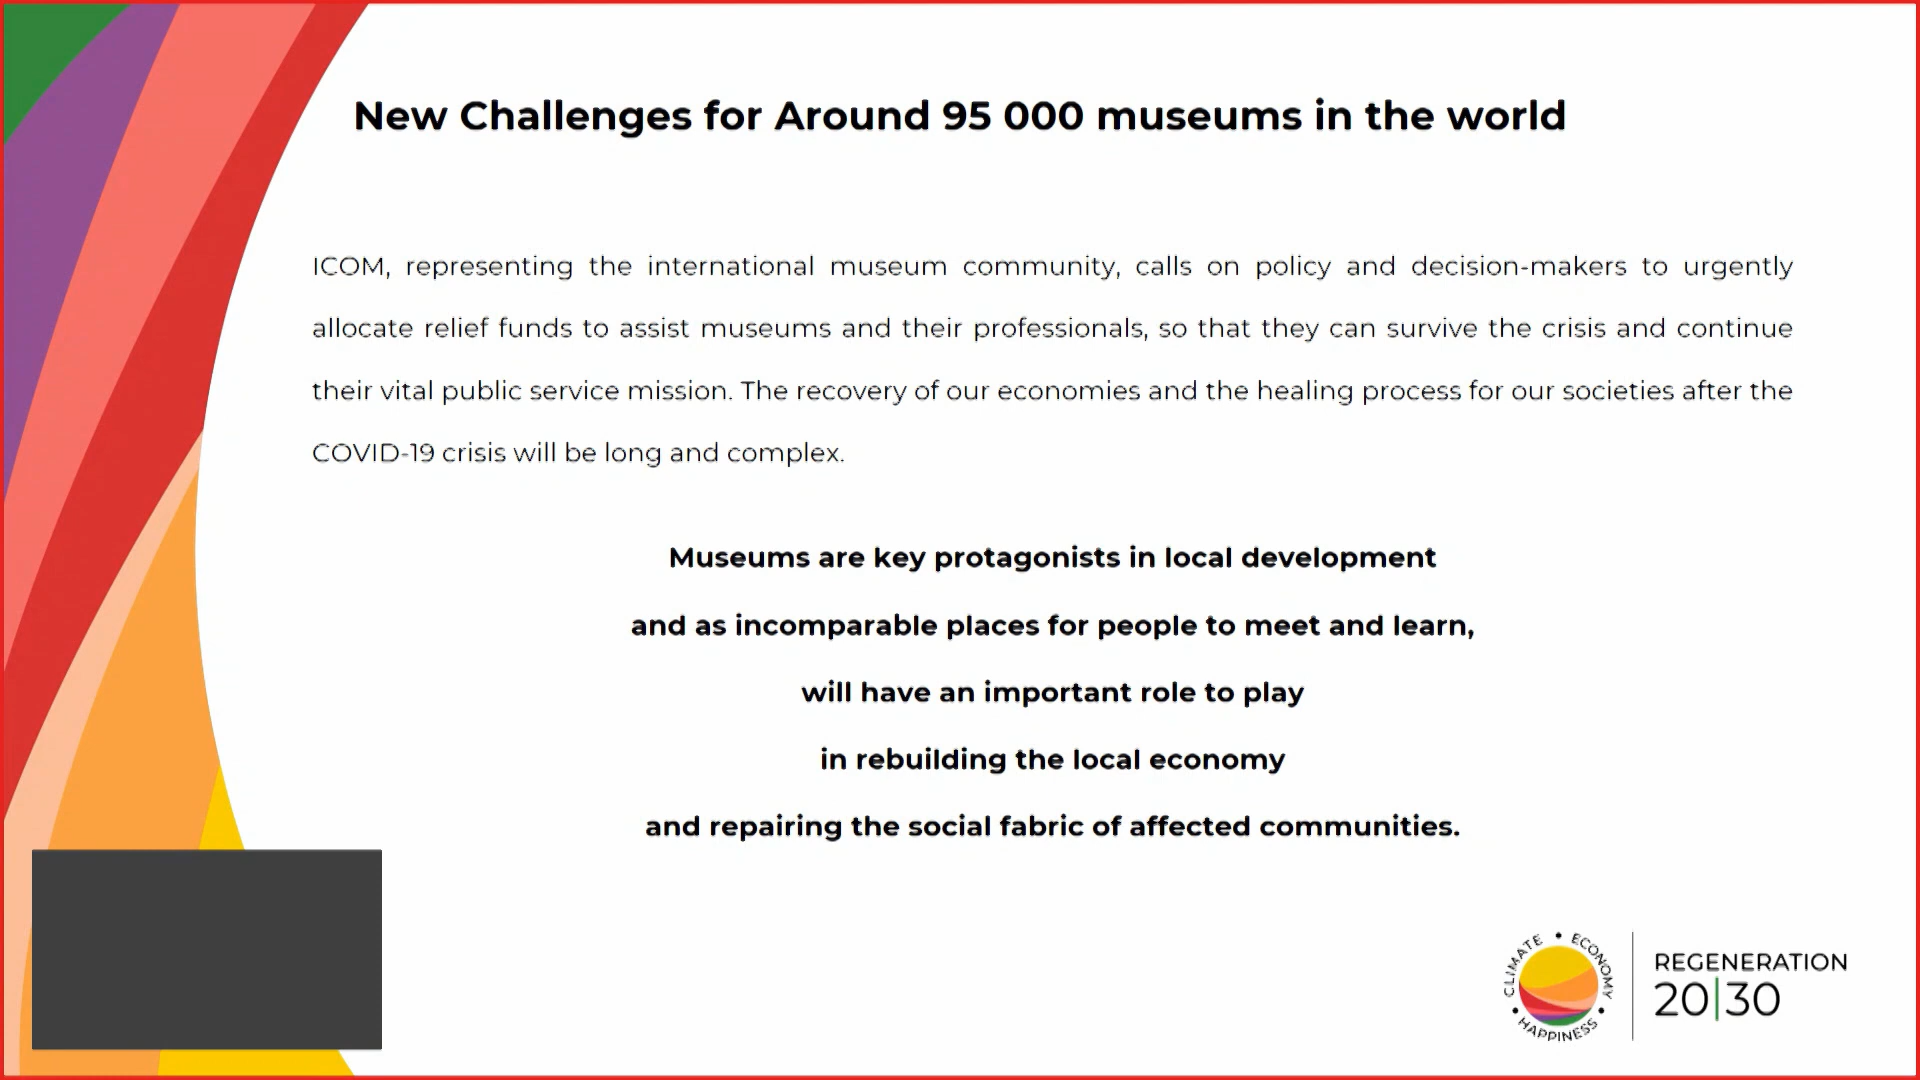 New Challenges for Around 95 000 museums in the world
ICOM, representing the international museum community, calls on policy and decision-makers to urgently
allocate relief funds to assist museums and their professionals, so that they can survive the crisis and continue
their vital public service mission. The recovery of our economies and the healing process for our societies after the
COVID-19 crisis will be long and complex.
Museums are key protagonists in local development
and as incomparable places for people to meet and learn,
will have an important role to play
in rebuilding the local economy
and repairing the social fabric of affected communities.
CLIMATE • ECONOMY • HAPPINESS •
REGENERATION
20|30